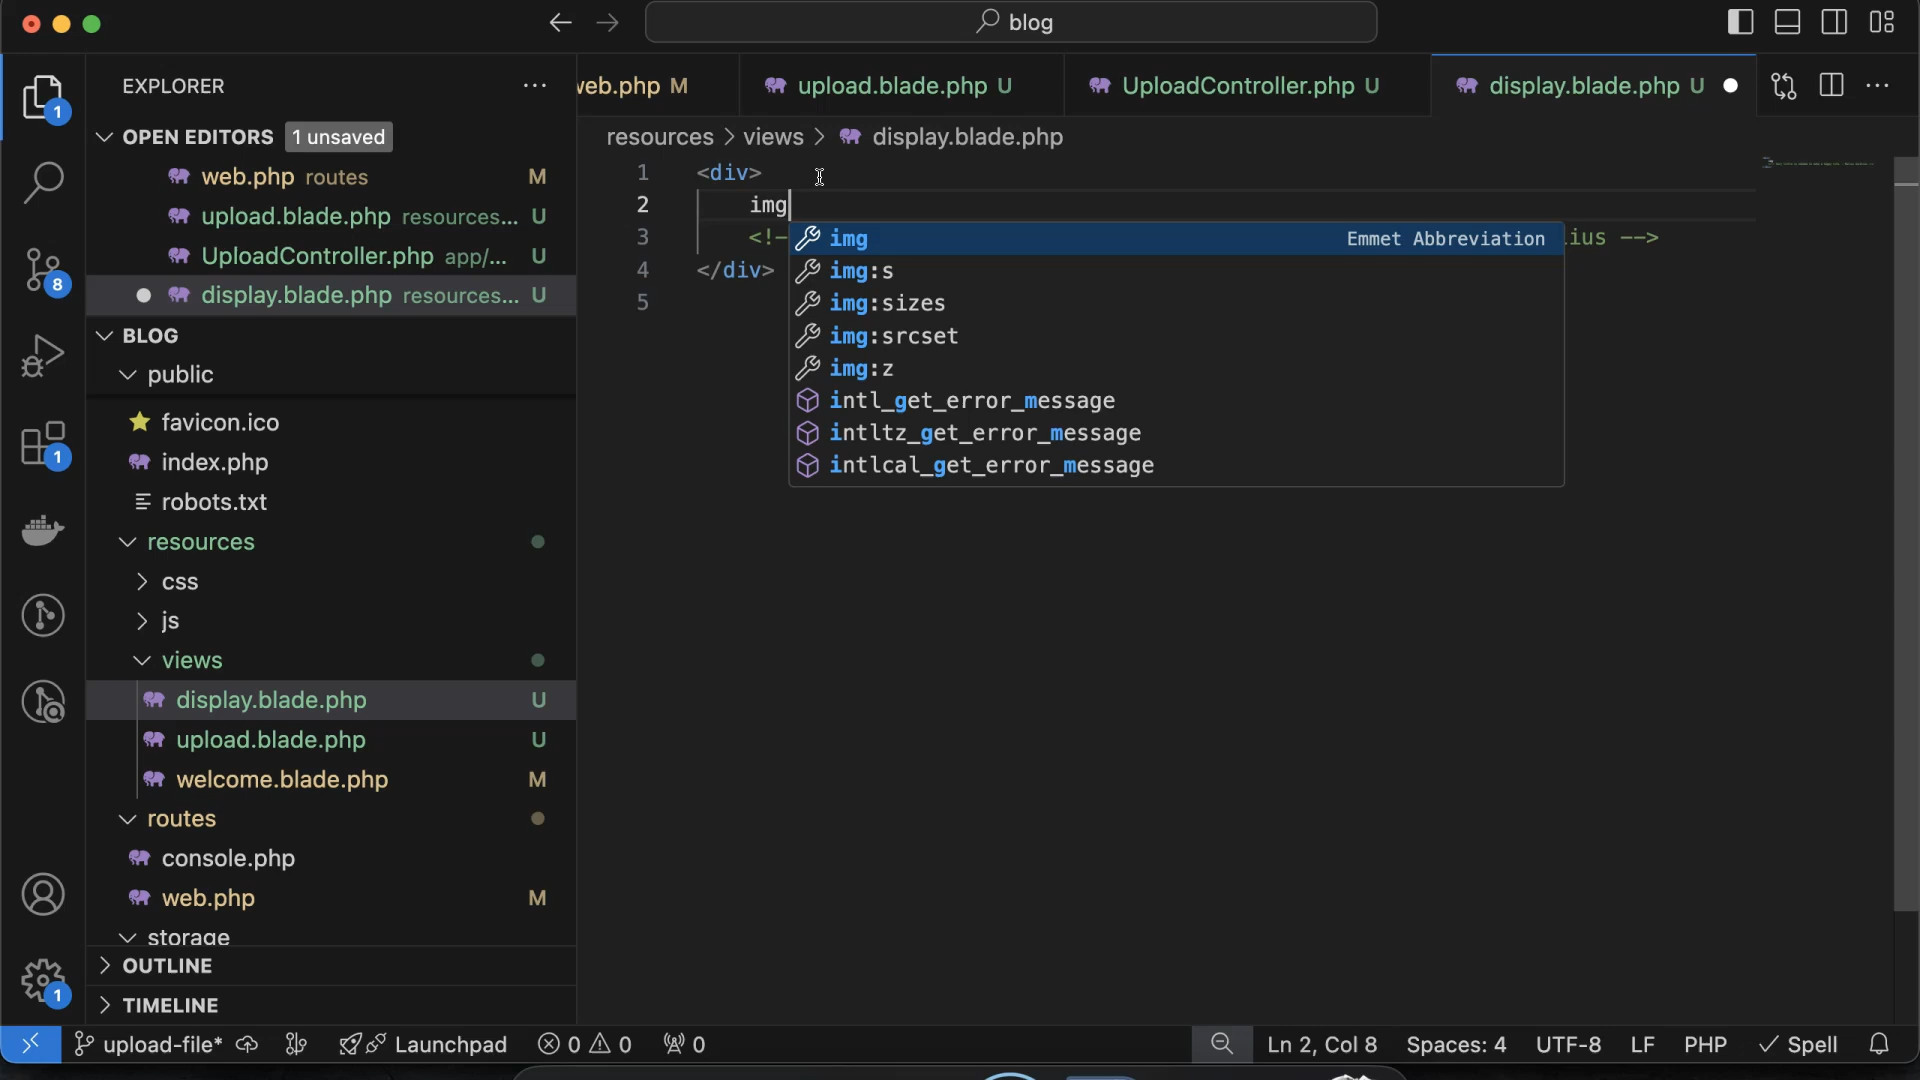 blog
EXPLORER
OPEN EDITORS 1 unsaved
web.php routes M
upload.blade.php resources... U
UploadController.php app/... U
display.blade.php resources... U
BLOG
public
favicon.ico
index.php
robots.txt
resources
css
js
views
display.blade.php U
upload.blade.php U
welcome.blade.php M
routes
console.php
web.php M
storage
OUTLINE
TIMELINE
web.php M upload.blade.php U UploadController.php U display.blade.php U
resources > views > display.blade.php
1 <div>
2 img
3 <!- ius -->
4 </div>
5
img Emmet Abbreviation
img:s
img:sizes
img:srcset
img:z
intl_get_error_message
intltz_get_error_message
intlcal_get_error_message
1
8
1
1
upload-file* Launchpad 0 0 0 Ln 2, Col 8 Spaces: 4 UTF-8 LF PHP Spell